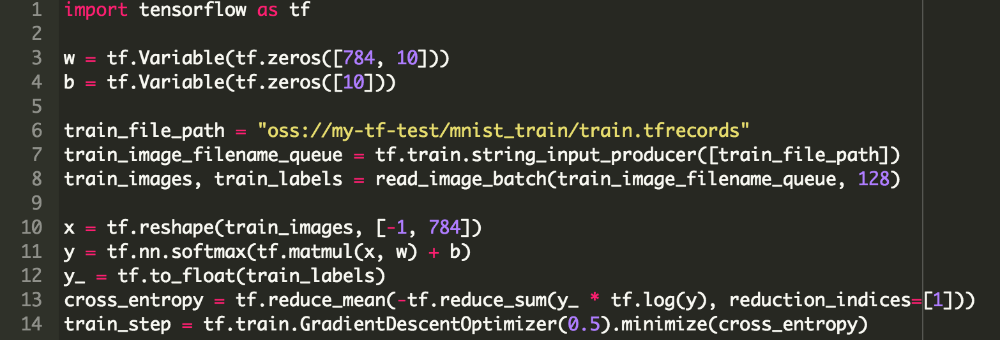 1 import tensorflow as tf
2
3 w = tf.Variable(tf.zeros([784, 10]))
4 b = tf.Variable(tf.zeros([10]))
5
6 train_file_path = "oss://my-tf-test/mnist_train/train.tfrecords"
7 train_image_filename_queue = tf.train.string_input_producer([train_file_path])
8 train_images, train_labels = read_image_batch(train_image_filename_queue, 128)
9
10 x = tf.reshape(train_images, [-1, 784])
11 y = tf.nn.softmax(tf.matmul(x, w) + b)
12 y_ = tf.to_float(train_labels)
13 cross_entropy = tf.reduce_mean(-tf.reduce_sum(y_ * tf.log(y), reduction_indices=[1]))
14 train_step = tf.train.GradientDescentOptimizer(0.5).minimize(cross_entropy)